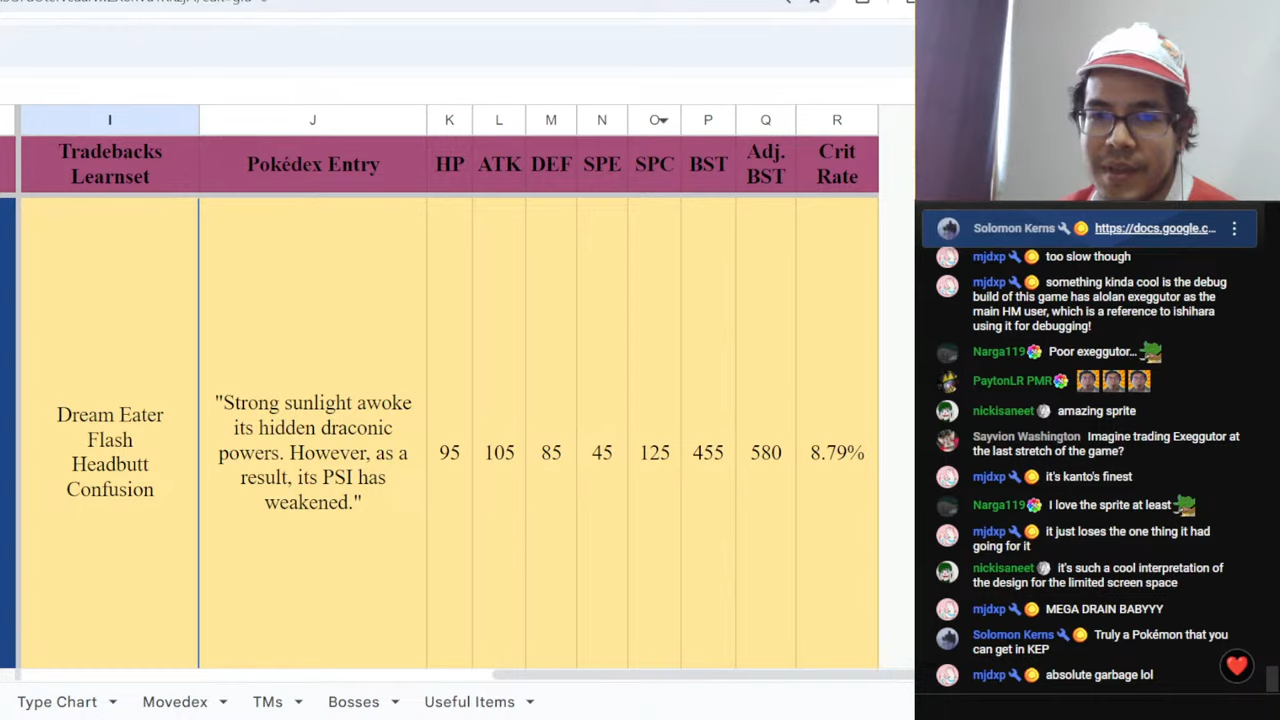 I
J
K
L
M
N
O
P
Q
R
Tradebacks
Learnset
Pokédex Entry
HP
ATK
DEF
SPE
SPC
BST
Adj.
BST
Crit
Rate
Dream Eater
Flash
Headbutt
Confusion
"Strong sunlight awoke
its hidden draconic
powers. However, as a
result, its PSI has
weakened."
95
105
85
45
125
455
580
8.79%
Type Chart
Movedex
TMs
Bosses
Useful Items
Solomon Kerns https://docs.google.c...
mjdxp too slow though
mjdxp something kinda cool is the debug
build of this game has alolan exeggutor as the
main HM user, which is a reference to ishihara
using it for debugging!
Narga119 Poor exeggutor...
PaytonLR PMR
nickisaneet amazing sprite
Sayvion Washington Imagine trading Exeggutor at
the last stretch of the game?
mjdxp it's kanto's finest
Narga119 I love the sprite at least
mjdxp it just loses the one thing it had
going for it
nickisaneet it's such a cool interpretation of
the design for the limited screen space
mjdxp MEGA DRAIN BABYYY
Solomon Kerns Truly a Pokémon that you
can get in KEP
mjdxp absolute garbage lol